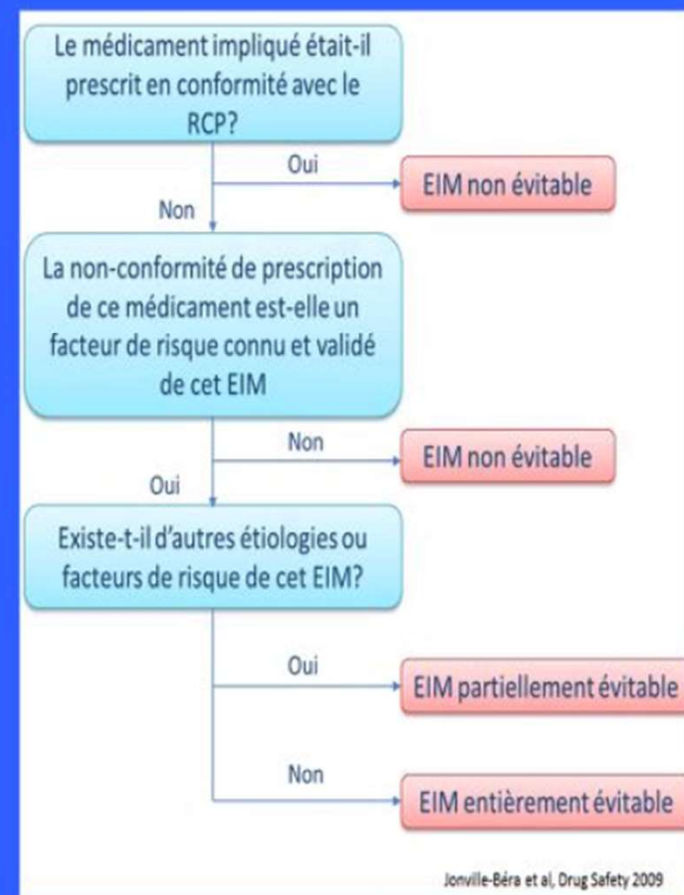 Le médicament impliqué était-il
prescrit en conformité avec le
RCP?
Oui
EIM non évitable
Non
La non-conformité de prescription
de ce médicament est-elle un
facteur de risque connu et validé
de cet EIM
Non
EIM non évitable
Oui
Existe-t-il d'autres étiologies ou
facteurs de risque de cet EIM?
Oui
EIM partiellement évitable
Non
EIM entièrement évitable
Jonville-Béra et al, Drug Safety 2009